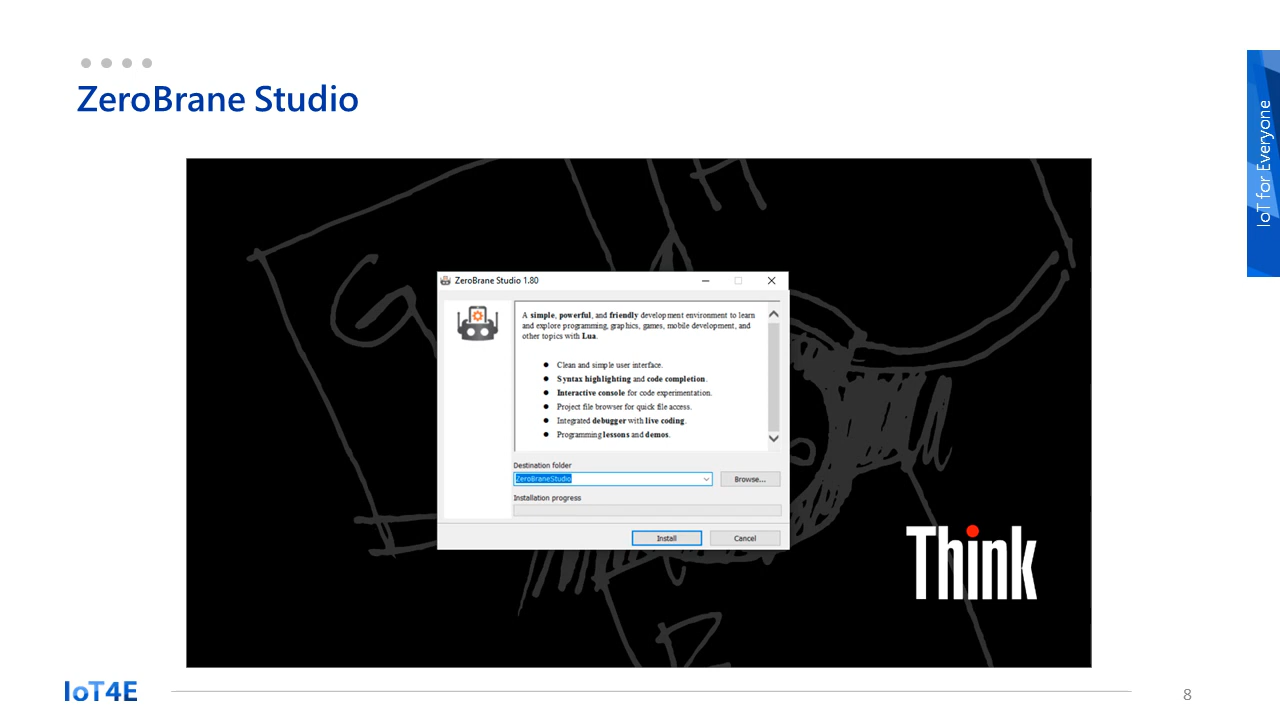 ZeroBrane Studio
IoT for Everyone
ZeroBrane Studio 1.80
A simple, powerful, and friendly development environment to learn
and explore programming, graphics, games, mobile development, and
other topics with Lua.
● Clean and simple user interface.
● Syntax highlighting and code completion.
● Interactive console for code experimentation.
● Project file browser for quick file access.
● Integrated debugger with live coding.
● Programming lessons and demos.
Destination folder
ZeroBraneStudio
Browse...
Installation progress
Install
Cancel
Think
IoT4E
8